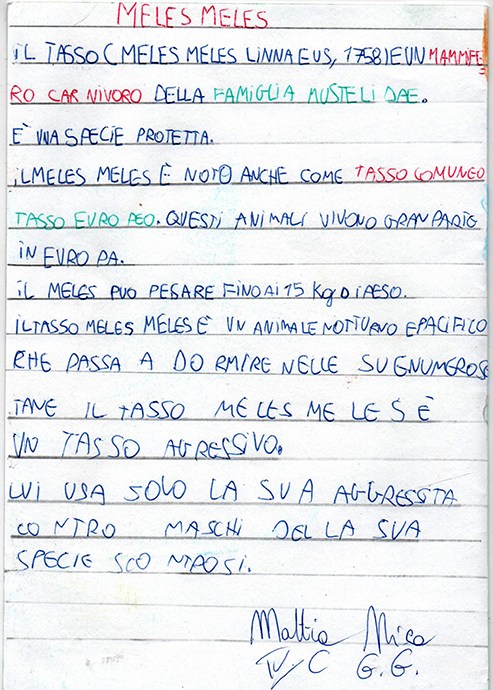 MELES MELES
IL TASSO (MELES MELES LINNAEUS, 1758) E UN MAMMIFE
RO CARNIVORO DELLA FAMIGLIA MUSTELIDAE.
E' UNA SPECIE PROTETTA.
IL MELES MELES È NOTO ANCHE COME TASSO COMUNE O
TASSO EUROPEO. QUESTI ANIMALI VIVONO GRAN PARTE
IN EUROPA.
IL MELES PUO PESARE FINO AI 15 Kg DI PESO.
IL TASSO MELES MELES È UN ANIMALE NOTTURNO E PACIFICO
CHE PASSA A DORMIRE NELLE SUE NUMEROSE
TANE IL TASSO MELES MELES È
UN TASSO AGRESSIVO.
LUI USA SOLO LA SUA AGGRESSITA
CONTRO MASCHI DELLA SUA
SPECIE SCONTROSI.
Mattia Mica
IV/C G.G.